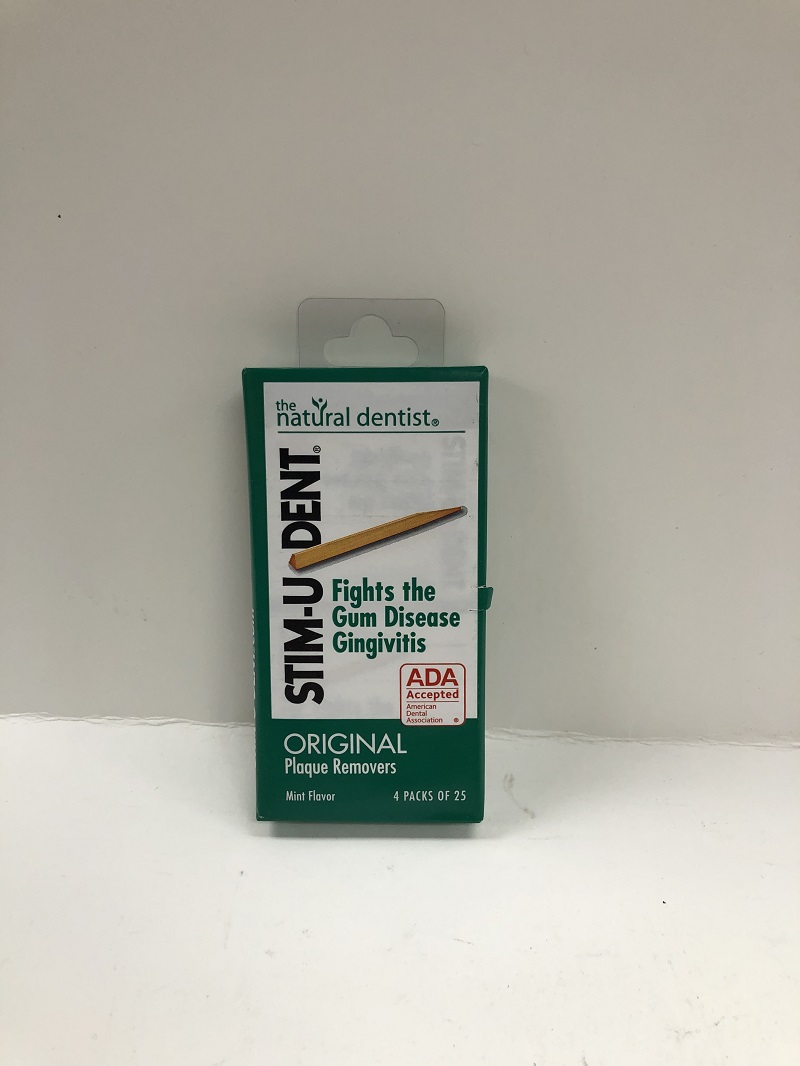 the
natural dentist®
STIM-U DENT®
Fights the
Gum Disease
Gingivitis
ADA
Accepted
American
Dental
Association ®
ORIGINAL
Plaque Removers
Mint Flavor
4 PACKS OF 25